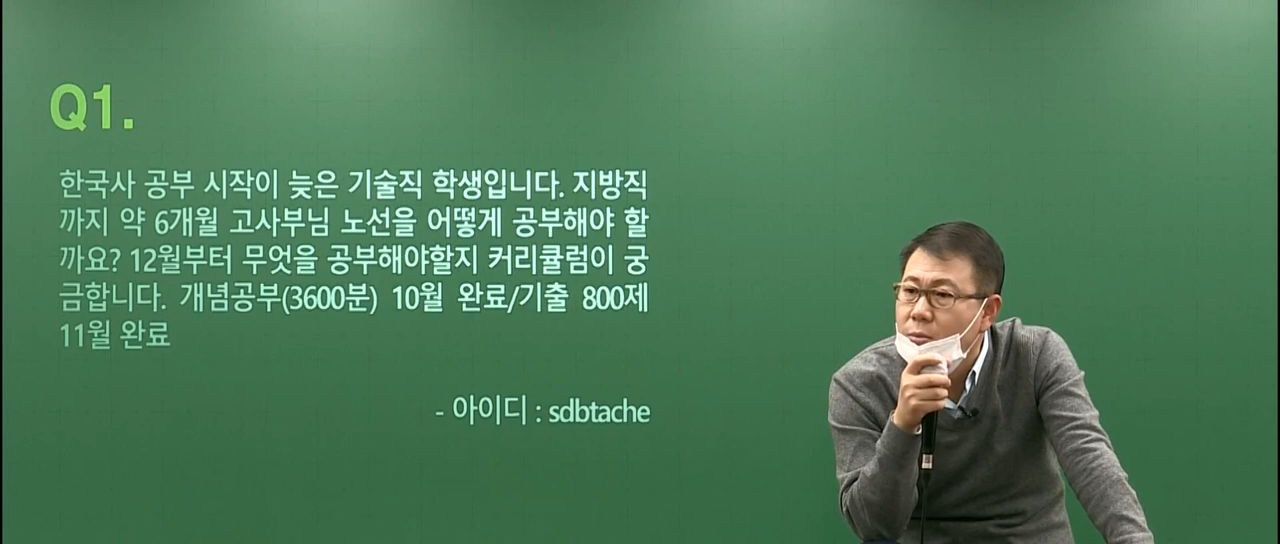 Q1.
한국사 공부 시작이 늦은 기술직 학생입니다. 지방직
까지 약 6개월 고사부님 노선을 어떻게 공부해야 할
까요? 12월부터 무엇을 공부해야할지 커리큘럼이 궁
금합니다. 개념공부(3600분) 10월 완료/기출 800제
11월 완료
- 아이디 : sdbtache